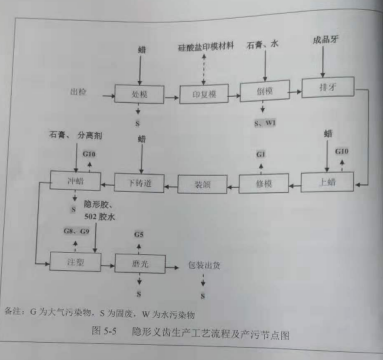 蜡 硅酸盐印模材料 石膏、水 成品牙
出检 处模 印复模 倒模 排牙
S S、W1
石膏、分离剂 蜡 蜡
G10 G1 G10
冲蜡 下铸道 装颌 修模 上蜡
S 隐形胶、
502胶水
G8、G9 G5
注塑 磨光 包装出货
S S
备注：G为大气污染物、S为固废、W为水污染物
图 5-5 隐形义齿生产工艺流程及产污节点图